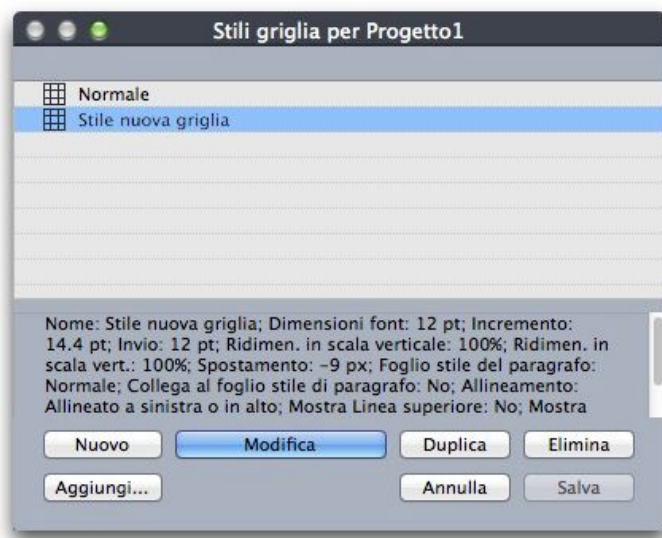 Stili griglia per Progetto1
Normale
Stile nuova griglia
Nome: Stile nuova griglia; Dimensioni font: 12 pt; Incremento:
14.4 pt; Invio: 12 pt; Ridimen. in scala verticale: 100%; Ridimen. in
scala vert.: 100%; Spostamento: -9 px; Foglio stile del paragrafo:
Normale; Collega al foglio stile di paragrafo: No; Allineamento:
Allineato a sinistra o in alto; Mostra Linea superiore: No; Mostra
Nuovo Modifica Duplica Elimina
Aggiungi... Annulla Salva